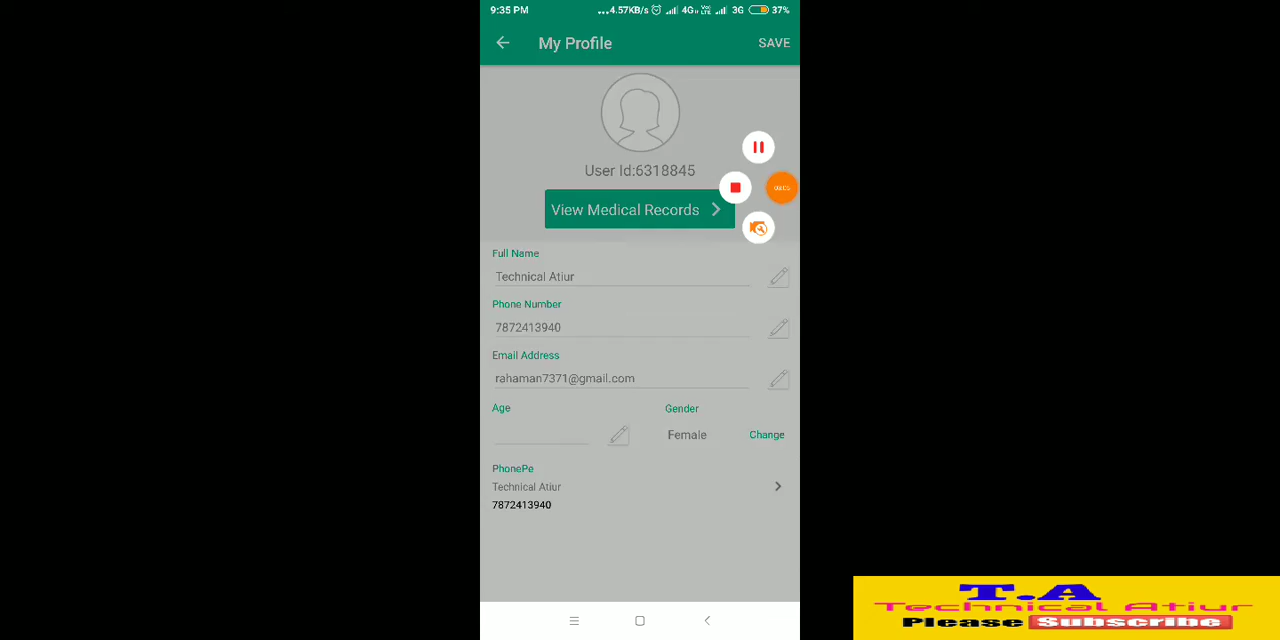 9:35 PM ...4.57KB/s 4G VoLTE 3G 37%
My Profile SAVE
User Id:6318845
View Medical Records
Full Name
Technical Atiur
Phone Number
7872413940
Email Address
rahaman7371@gmail.com
Age Gender
Female Change
PhonePe
Technical Atiur
7872413940
T.A
Technical Atiur
Please Subscribe